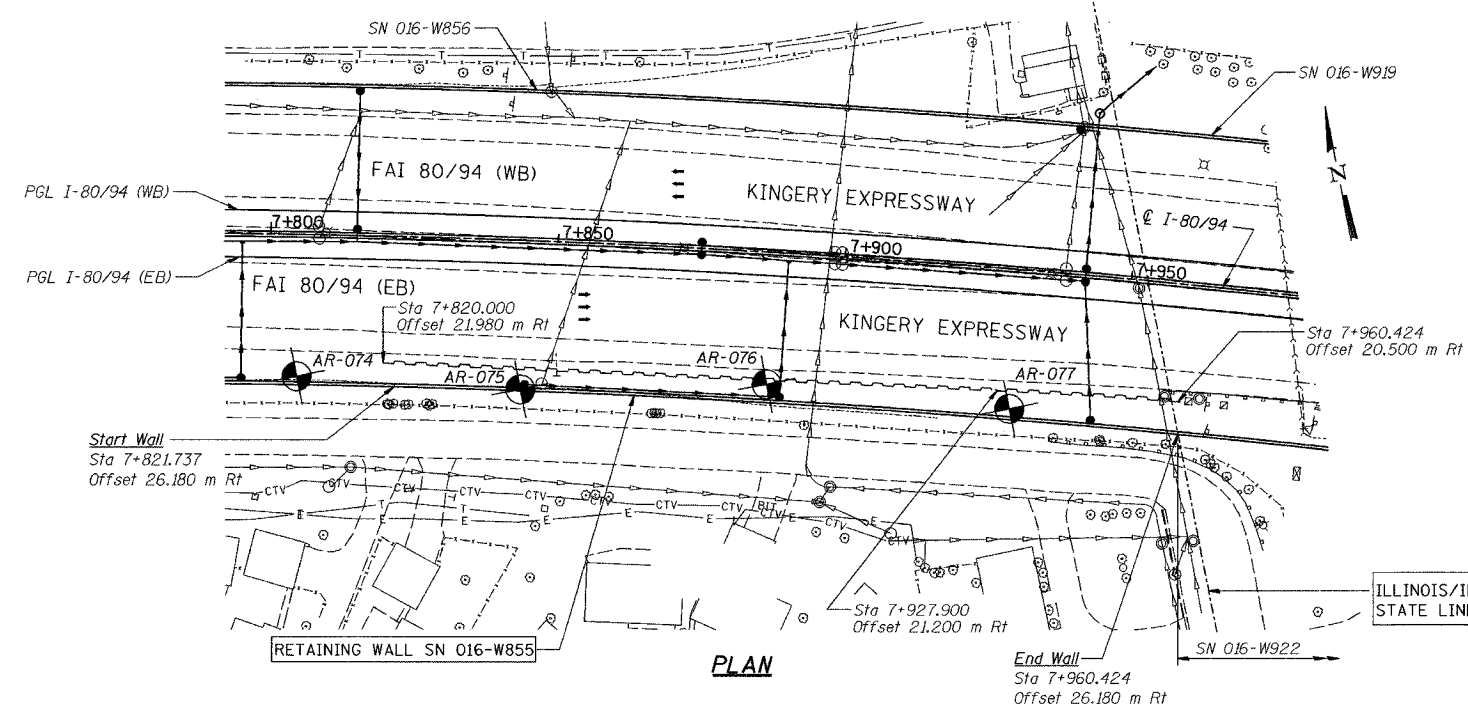 SN 016-W856
SN 016-W919
T
T
T
T
FAI 80/94 (WB)
PGL I-80/94 (WB)
KINGERY EXPRESSWAY
N
℄ I-80/94
7+800
7+850
7+900
7+950
PGL I-80/94 (EB)
FAI 80/94 (EB)
Sta 7+820.000
Offset 21.980 m Rt
KINGERY EXPRESSWAY
Sta 7+960.424
Offset 20.500 m Rt
AR-074
AR-075
AR-076
AR-077
Start Wall
Sta 7+821.737
Offset 26.180 m Rt
CTV
CTV
CTV
CTV
CTV
CTV
CTV
CTV
CTV
CTV
BIT
T
T
E
E
E
E
E
E
Sta 7+927.900
Offset 21.200 m Rt
ILLINOIS/I
STATE LIN
RETAINING WALL SN 016-W855
PLAN
SN 016-W922
End Wall
Sta 7+960.424
Offset 26.180 m Rt